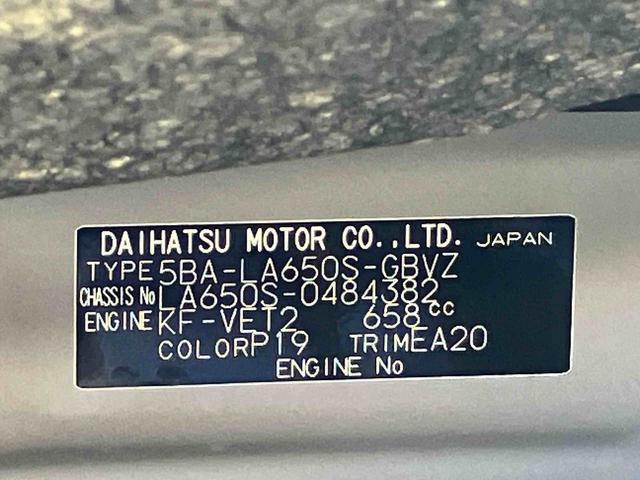 DAIHATSU MOTOR CO.,LTD. JAPAN
TYPE 5BA-LA650S-GBVZ
CHASSIS No LA650S-0484382
ENGINE KF-VET2 658cc
COLOR P19 TRIM EA20
ENGINE No